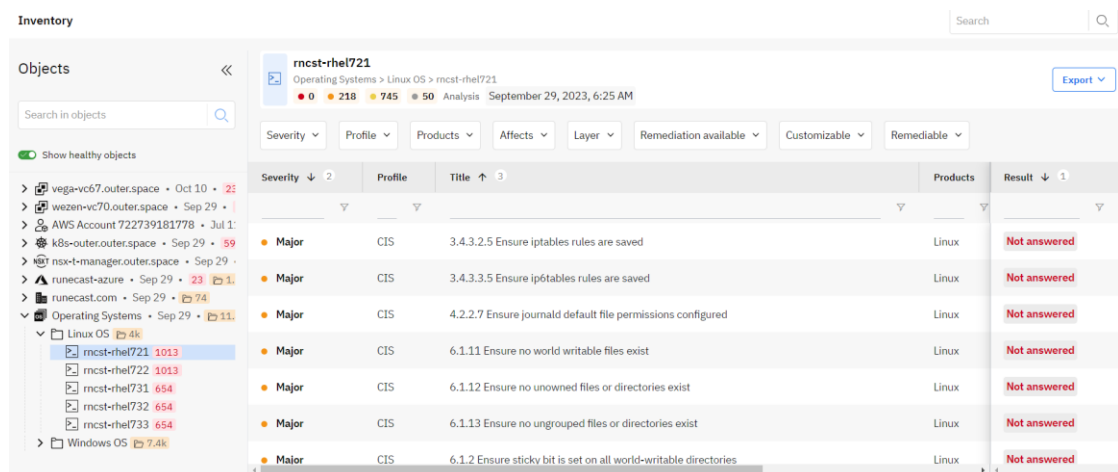 Inventory
Search
Objects
Search in objects
Show healthy objects
vega-vc67.outer.space • Oct 10 • 23
wezen-vc70.outer.space • Sep 29 •
AWS Account 722739181778 • Jul 1
k8s-outer.outer.space • Sep 29 • 59
NSXT nsx-t-manager.outer.space • Sep 29
runecast-azure • Sep 29 • 23 1.
runecast.com • Sep 29 • 74
Operating Systems • Sep 29 • 11.
Linux OS 4k
rncst-rhel721 1013
rncst-rhel722 1013
rncst-rhel731 654
rncst-rhel732 654
rncst-rhel733 654
Windows OS 7.4k
rncst-rhel721
Operating Systems > Linux OS > rncst-rhel721
0 218 745 50 Analysis September 29, 2023, 6:25 AM
Export
Severity Profile Products Affects Layer Remediation available Customizable Remediable
Severity ↓ 2 Profile Title ↑ 3 Products Result ↓ 1
Major CIS 3.4.3.2.5 Ensure iptables rules are saved Linux Not answered
Major CIS 3.4.3.3.5 Ensure ip6tables rules are saved Linux Not answered
Major CIS 4.2.2.7 Ensure journald default file permissions configured Linux Not answered
Major CIS 6.1.11 Ensure no world writable files exist Linux Not answered
Major CIS 6.1.12 Ensure no unowned files or directories exist Linux Not answered
Major CIS 6.1.13 Ensure no ungrouped files or directories exist Linux Not answered
Major CIS 6.1.2 Ensure sticky bit is set on all world-writable directories Linux Not answered